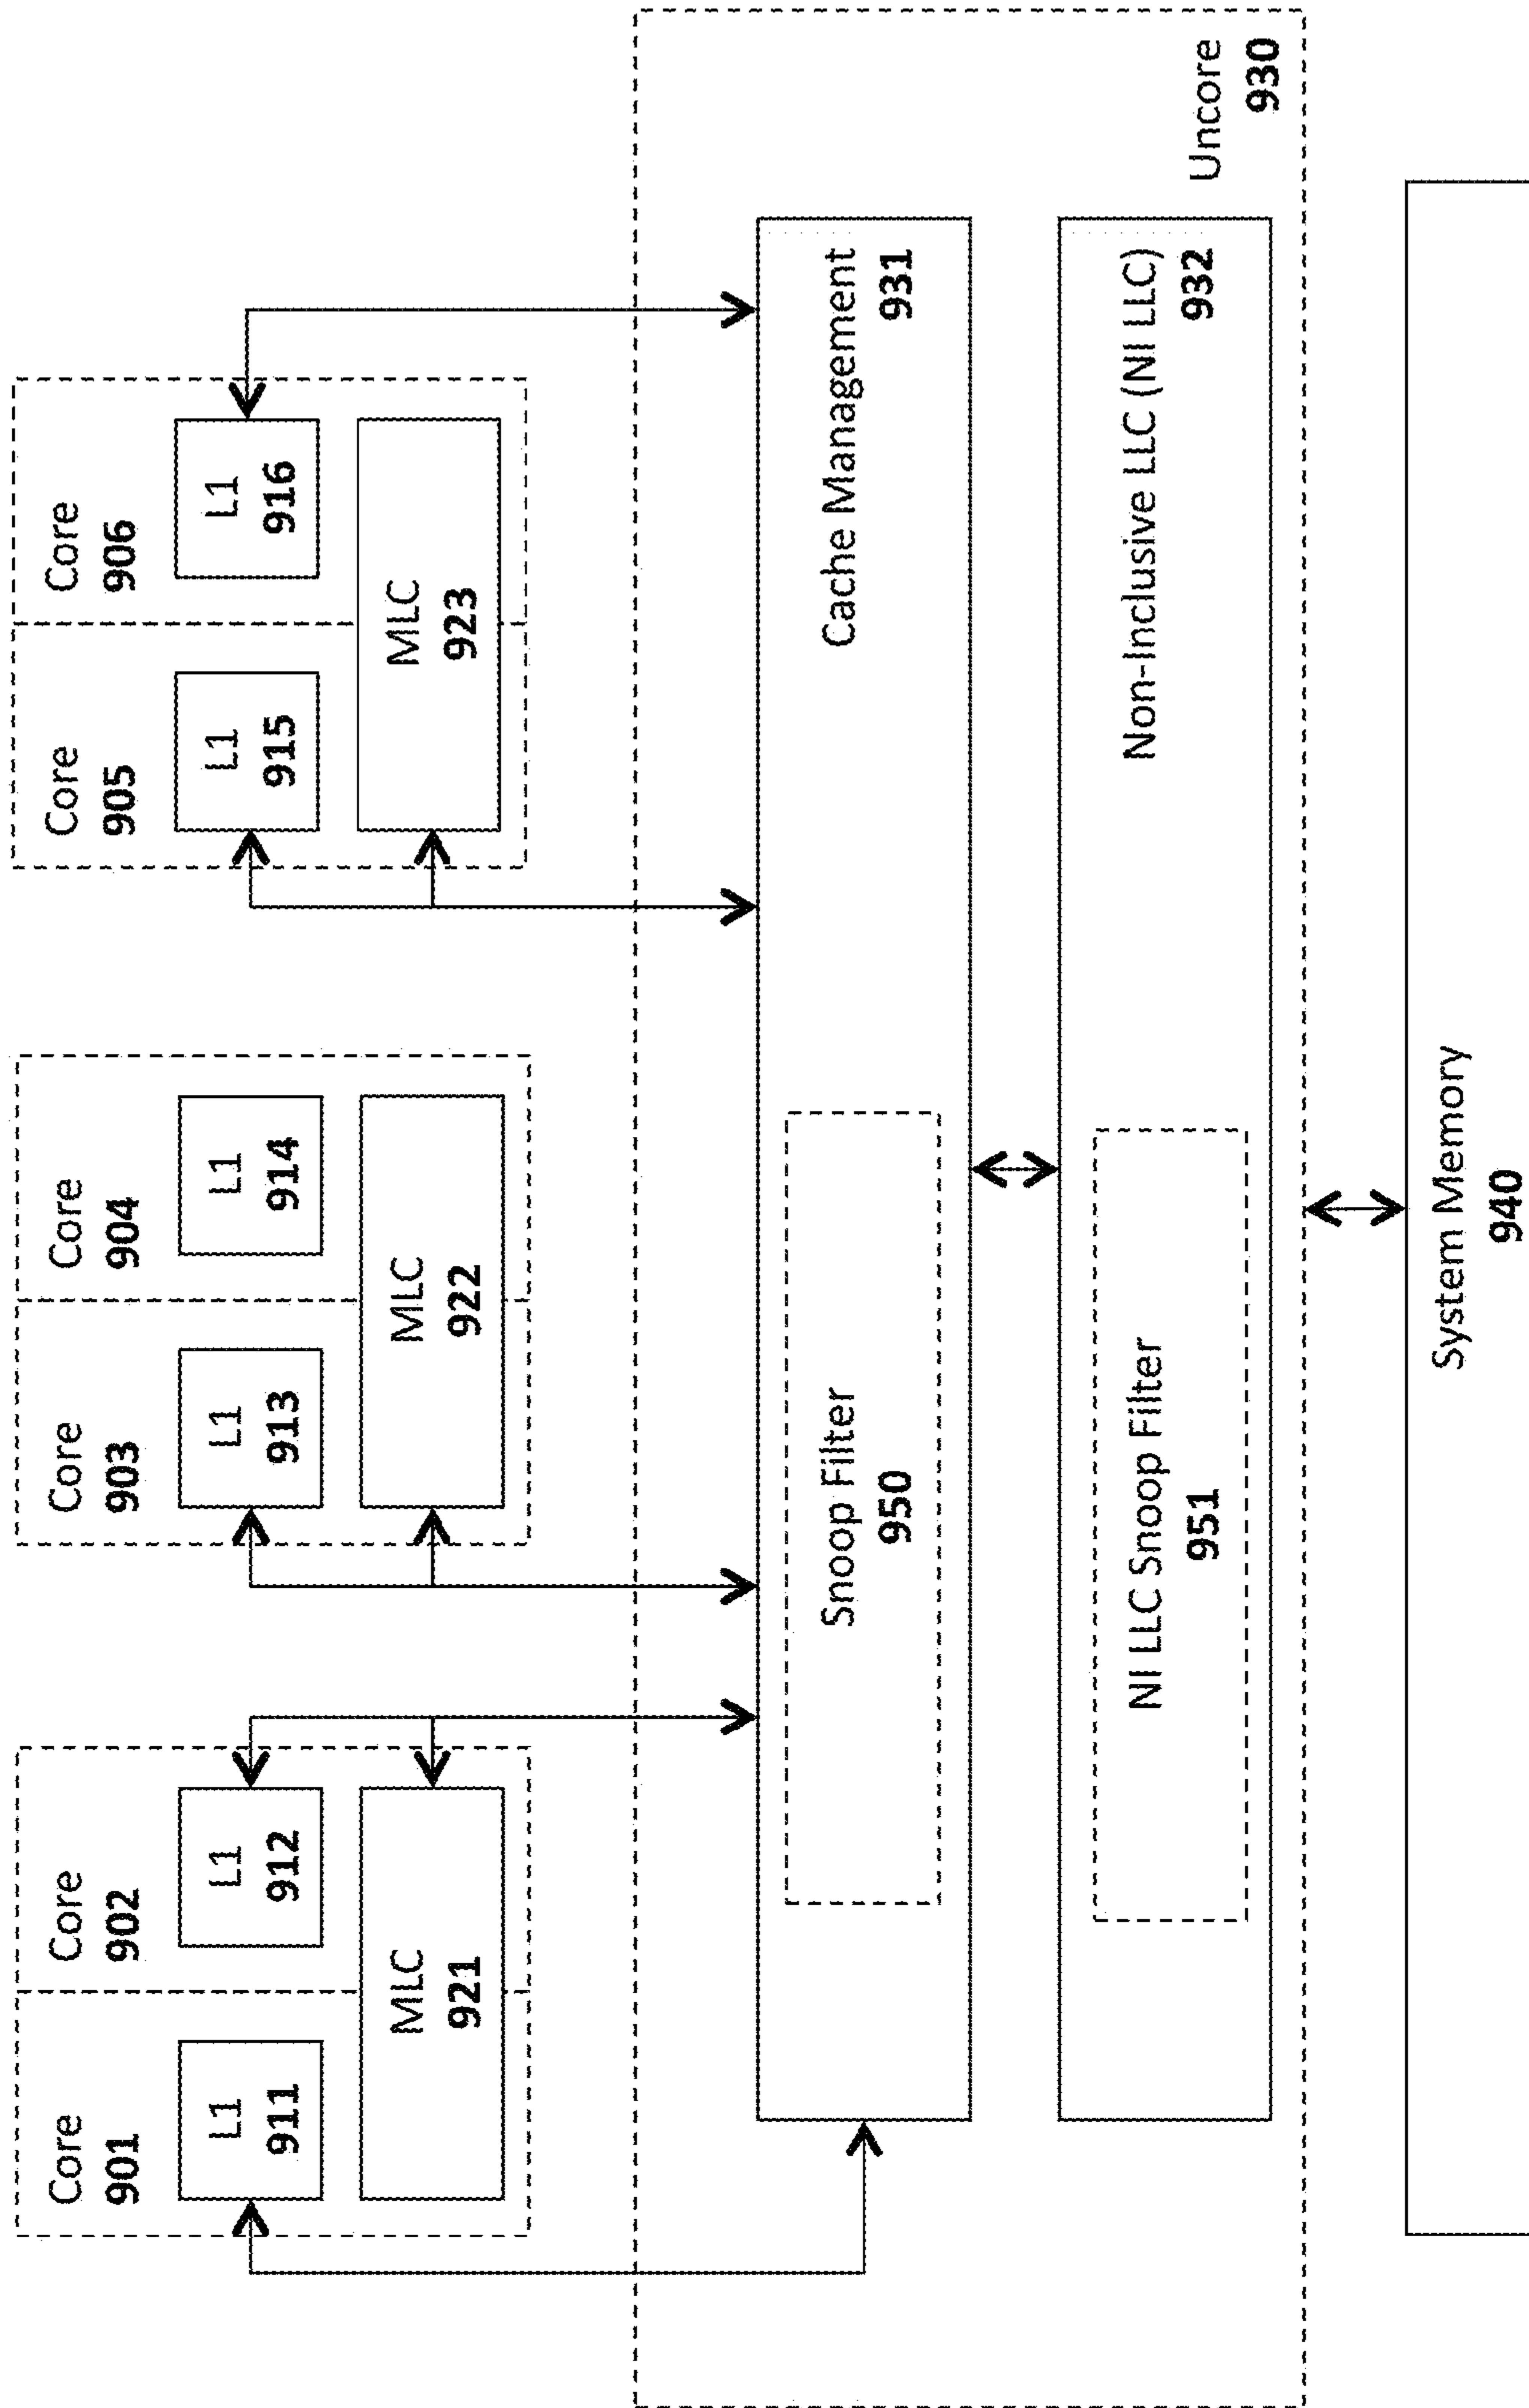 Core
901
L1
911
Core
902
L1
912
MLC
921
Core
903
L1
913
Core
904
L1
914
MLC
922
Core
905
L1
915
Core
906
L1
916
MLC
923
Cache Management
931
Snoop Filter
950
Non-Inclusive LLC (NI LLC)
932
NI LLC Snoop Filter
951
Uncore
930
System Memory
940